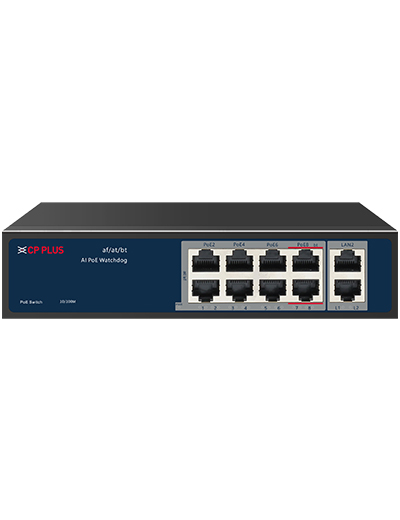 CP PLUS
af/at/bt
AI PoE Watchdog
PoE Switch
10/100M
PoE2 PoE4 PoE6 PoE8
LAN2
1 2 3 4 5 6 7 8
L1 L2